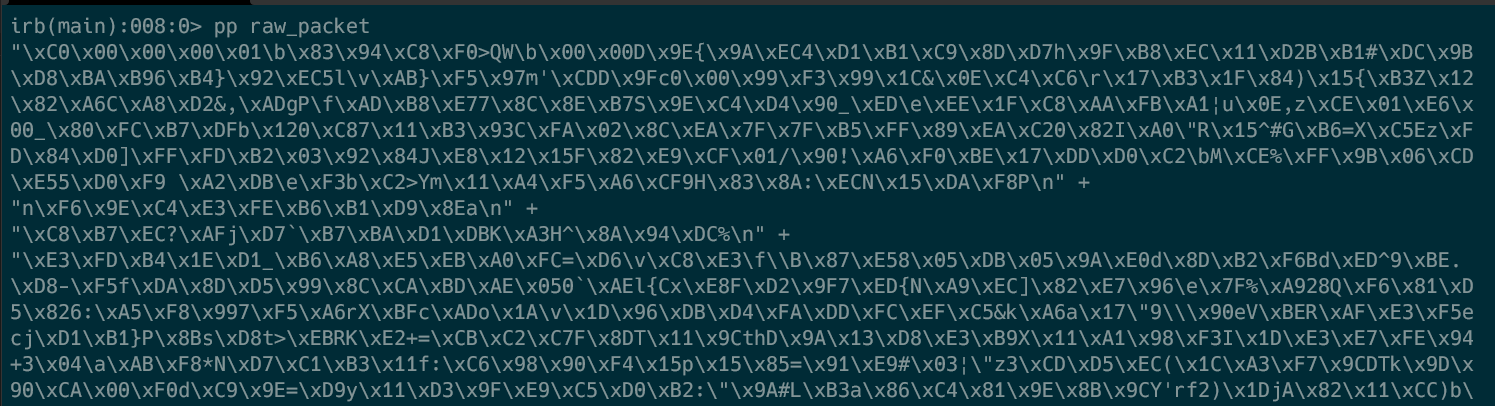 irb(main):008:0> pp raw_packet
"\xC0\x00\x00\x00\x01\b\x83\x94\xC8\xF0>QW\b\x00\x00D\x9E{\x9A\xEC4\xD1\xB1\xC9\x8D\xD7h\x9F\xB8\xEC\x11\xD2B\xB1#\xDC\x9B
\xD8\xBA\xB96\xB4}\x92\xEC5l\v\xAB}\xF5\x97m'\xCDD\x9Fc0\x00\x99\xF3\x99\x1C&\x0E\xC4\xC6\r\x17\xB3\x1F\x84)\x15{\xB3Z\x12
\x82\xA6C\xA8\xD2&,\xADgP\f\xAD\xB8\xE77\x8C\x8E\xB7S\x9E\xC4\xD4\x90_\xED\e\xEE\x1F\xC8\xAA\xFB\xA1¦u\x0E,z\xCE\x01\xE6\x
00_\x80\xFC\xB7\xDFb\x120\xC87\x11\xB3\x93C\xFA\x02\x8C\xEA\x7F\x7F\xB5\xFF\x89\xEA\xC20\x82I\xA0\"R\x15^#G\xB6=X\xC5Ez\xF
D\x84\xD0]\xFF\xFD\xB2\x03\x92\x84J\xE8\x12\x15F\x82\xE9\xCF\x01/\x90!\xA6\xF0\xBE\x17\xDD\xD0\xC2\bM\xCE%\xFF\x9B\x06\xCD
\xE55\xD0\xF9 \xA2\xDB\e\xF3b\xC2>Ym\x11\xA4\xF5\xA6\xCF9H\x83\x8A:\xECN\x15\xDA\xF8P\n" +
"n\xF6\x9E\xC4\xE3\xFE\xB6\xB1\xD9\x8Ea\n" +
"\xC8\xB7\xEC?\xAFj\xD7`\xB7\xBA\xD1\xDBK\xA3H^\x8A\x94\xDC%\n" +
"\xE3\xFD\xB4\x1E\xD1_\xB6\xA8\xE5\xEB\xA0\xFC=\xD6\v\xC8\xE3\f\\B\x87\xE58\x05\xDB\x05\x9A\xE0d\x8D\xB2\xF6Bd\xED^9\xBE.
\xD8-\xF5f\xDA\x8D\xD5\x99\x8C\xCA\xBD\xAE\x050`\xAEl{Cx\xE8F\xD2\x9F7\xED{N\xA9\xEC]\x82\xE7\x96\e\x7F%\xA928Q\xF6\x81\xD
5\x826:\xA5\xF8\x997\xF5\xA6rX\xBFc\xADo\x1A\v\x1D\x96\xDB\xD4\xFA\xDD\xFC\xEF\xC5&k\xA6a\x17\"9\\\x90eV\xBER\xAF\xE3\xF5e
cj\xD1\xB1}P\x8Bs\xD8t>\xEBRK\xE2+=\xCB\xC2\xC7F\x8DT\x11\x9CthD\x9A\x13\xD8\xE3\xB9X\x11\xA1\x98\xF3I\x1D\xE3\xE7\xFE\x94
+3\x04\a\xAB\xF8*N\xD7\xC1\xB3\x11f:\xC6\x98\x90\xF4\x15p\x15\x85=\x91\xE9#\x03¦\"z3\xCD\xD5\xEC(\x1C\xA3\xF7\x9CDTk\x9D\x
90\xCA\x00\xF0d\xC9\x9E=\xD9y\x11\xD3\x9F\xE9\xC5\xD0\xB2:\"\x9A#L\xB3a\x86\xC4\x81\x9E\x8B\x9CY'rf2)\x1DjA\x82\x11\xCC)b\